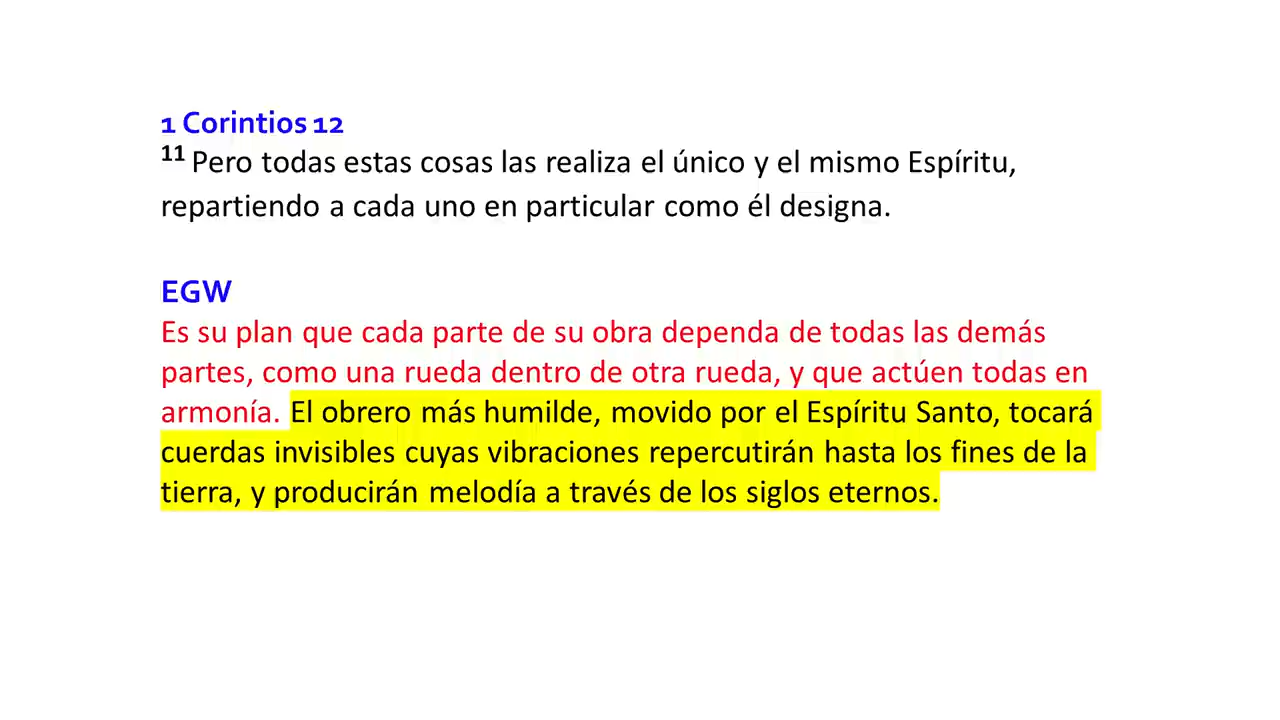 1 Corintios 12
11 Pero todas estas cosas las realiza el único y el mismo Espíritu,
repartiendo a cada uno en particular como él designa.
EGW
Es su plan que cada parte de su obra dependa de todas las demás
partes, como una rueda dentro de otra rueda, y que actúen todas en
armonía. El obrero más humilde, movido por el Espíritu Santo, tocará
cuerdas invisibles cuyas vibraciones repercutirán hasta los fines de la
tierra, y producirán melodía a través de los siglos eternos.